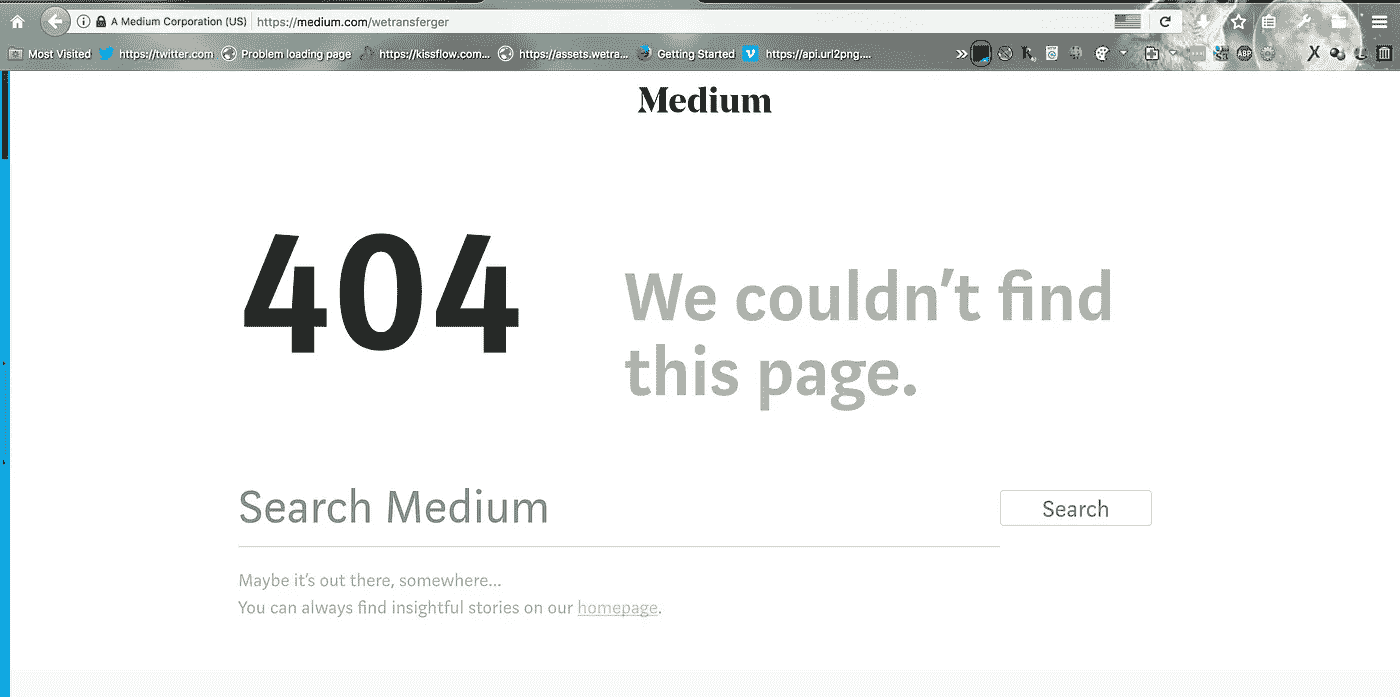 A Medium Corporation (US) https://medium.com/wetransferger
Most Visited https://twitter.com Problem loading page https://kissflow.com... https://assets.wetra... Getting Started https://api.url2png....
ABP
Medium
404
We couldn't find
this page.
Search Medium
Search
Maybe it's out there, somewhere...
You can always find insightful stories on our homepage.